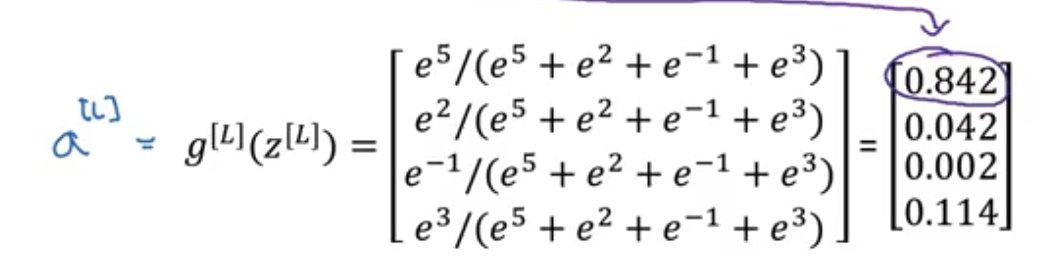 a^[L] = g^[L](z^[L]) = [ e^5/(e^5 + e^2 + e^−1 + e^3) ] = [ 0.842 ]
[ e^2/(e^5 + e^2 + e^−1 + e^3) ] [ 0.042 ]
[ e^−1/(e^5 + e^2 + e^−1 + e^3) ] [ 0.002 ]
[ e^3/(e^5 + e^2 + e^−1 + e^3) ] [ 0.114 ]